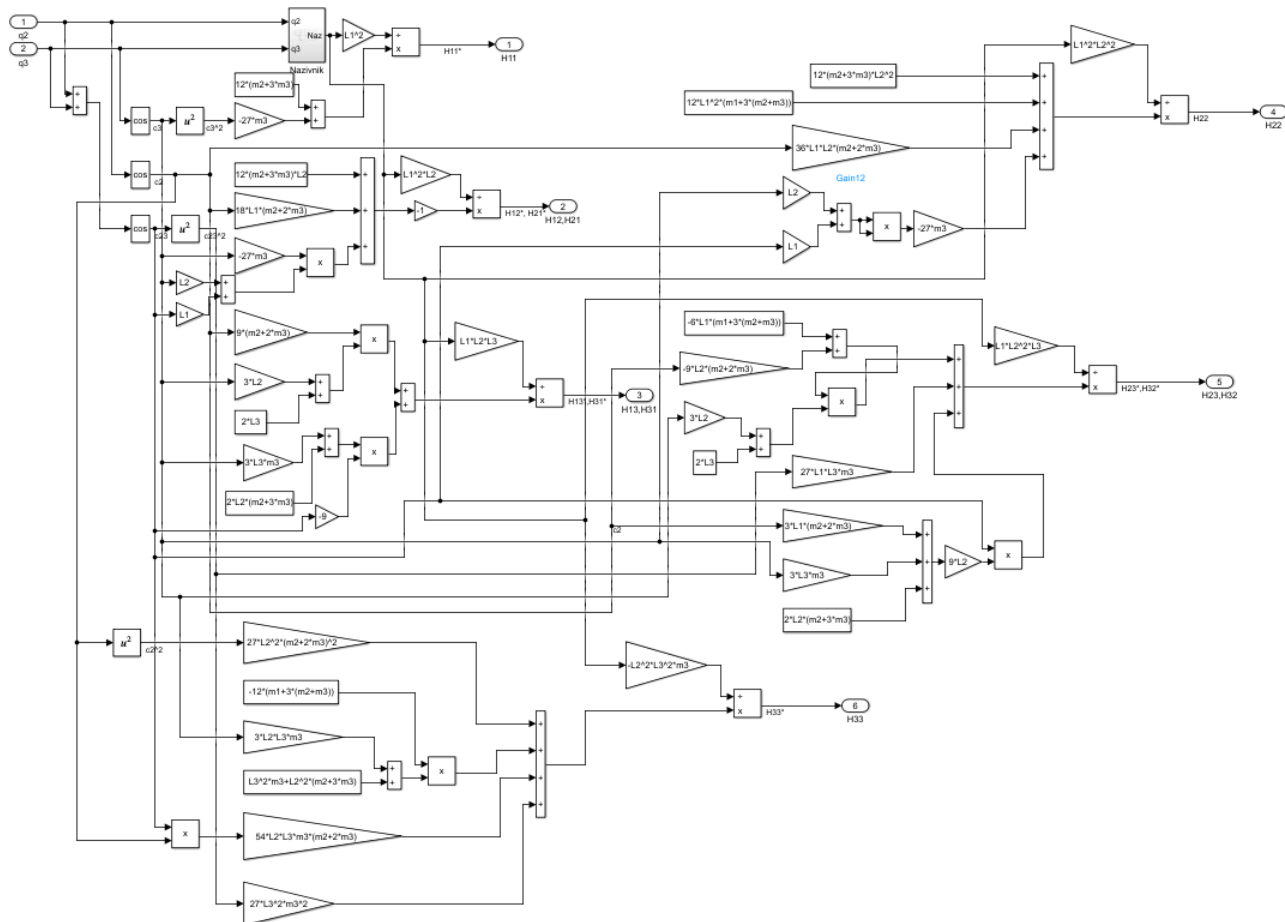 1
q2
2
q3
q2
q3
Naz
Nazivnik
L1^2
÷
x
H11*
1
H11
12*(m2+3*m3)
+
+
+
+
cos
c3
u²
c3^2
-27*m3
cos
c2
12*(m2+3*m3)*L2
18*L1*(m2+2*m3)
+
+
+
L1^2*L2
-1
÷
x
H12*, H21*
2
H12,H21
cos
c23
u²
c23^2
-27*m3
x
L2
L1
+
+
9*(m2+2*m3)
x
3*L2
+
+
2*L3
+
+
3*L3*m3
+
+
x
2*L2*(m2+3*m3)
-9
L1*L2*L3
÷
x
H13*,H31*
3
H13,H31
L1^2*L2^2
12*(m2+3*m3)*L2^2
12*L1^2*(m1+3*(m2+m3))
36*L1*L2*(m2+2*m3)
+
+
+
+
÷
x
H22
4
H22
Gain12
L2
L1
+
+
x
-27*m3
-6*L1*(m1+3*(m2+m3))
-9*L2*(m2+2*m3)
+
+
x
3*L2
+
+
2*L3
27*L1*L3*m3
+
+
+
L1*L2^2*L3
÷
x
H23*,H32*
5
H23,H32
c2
3*L1*(m2+2*m3)
3*L3*m3
2*L2*(m2+3*m3)
+
+
+
9*L2
x
u²
c2^2
27*L2^2*(m2+2*m3)^2
-12*(m1+3*(m2+m3))
3*L2*L3*m3
L3^2*m3+L2^2*(m2+3*m3)
+
+
x
x
54*L2*L3*m3*(m2+2*m3)
27*L3^2*m3^2
+
+
+
+
-L2^2*L3^2*m3
÷
x
H33*
6
H33